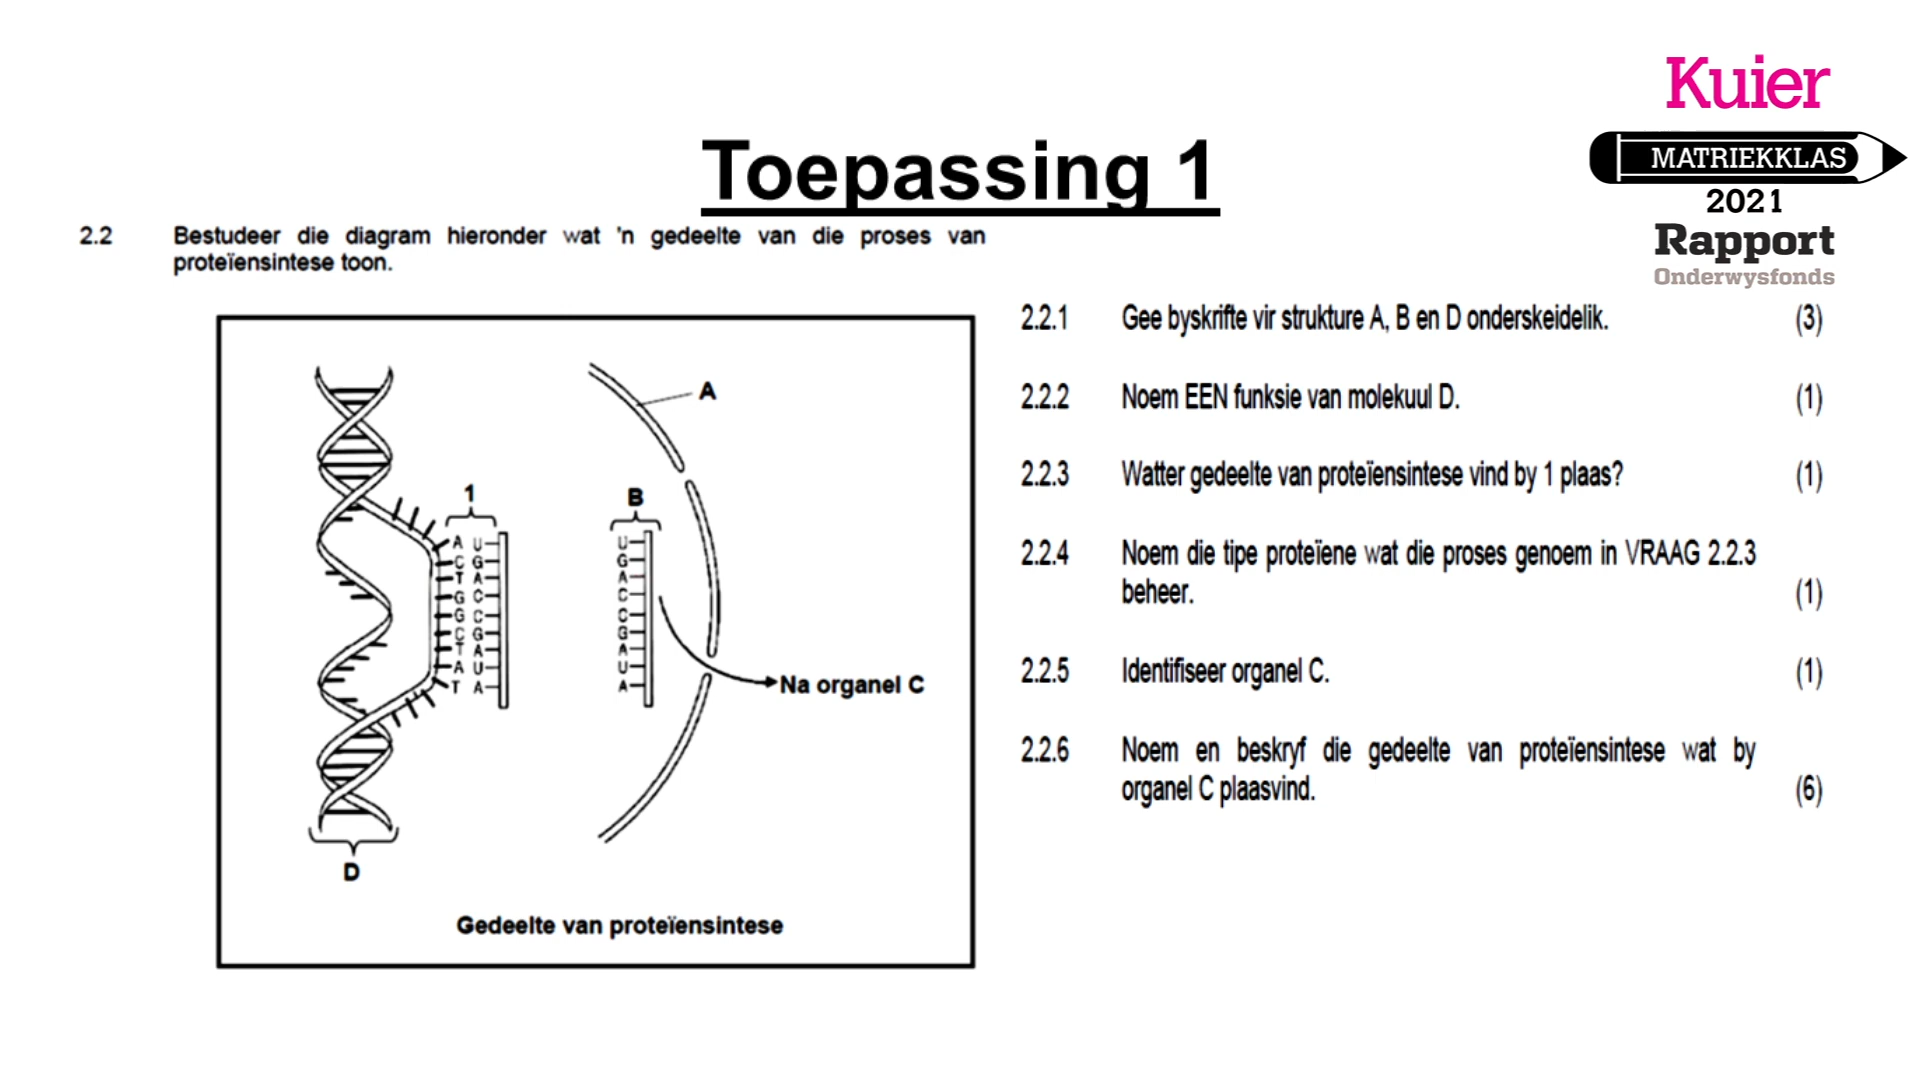 Kuier
MATRIEKKLAS
2021
Rapport
Onderwysfonds
Toepassing 1
2.2 Bestudeer die diagram hieronder wat 'n gedeelte van die proses van
proteïensintese toon.
A
1
B
A U
C G
T A
G C
G C
C G
T A
A U
T A
U
G
A
C
C
G
A
U
A
Na organel C
D
Gedeelte van proteïensintese
2.2.1 Gee byskrifte vir strukture A, B en D onderskeidelik. (3)
2.2.2 Noem EEN funksie van molekuul D. (1)
2.2.3 Watter gedeelte van proteïensintese vind by 1 plaas? (1)
2.2.4 Noem die tipe proteïene wat die proses genoem in VRAAG 2.2.3
beheer. (1)
2.2.5 Identifiseer organel C. (1)
2.2.6 Noem en beskryf die gedeelte van proteïensintese wat by
organel C plaasvind. (6)